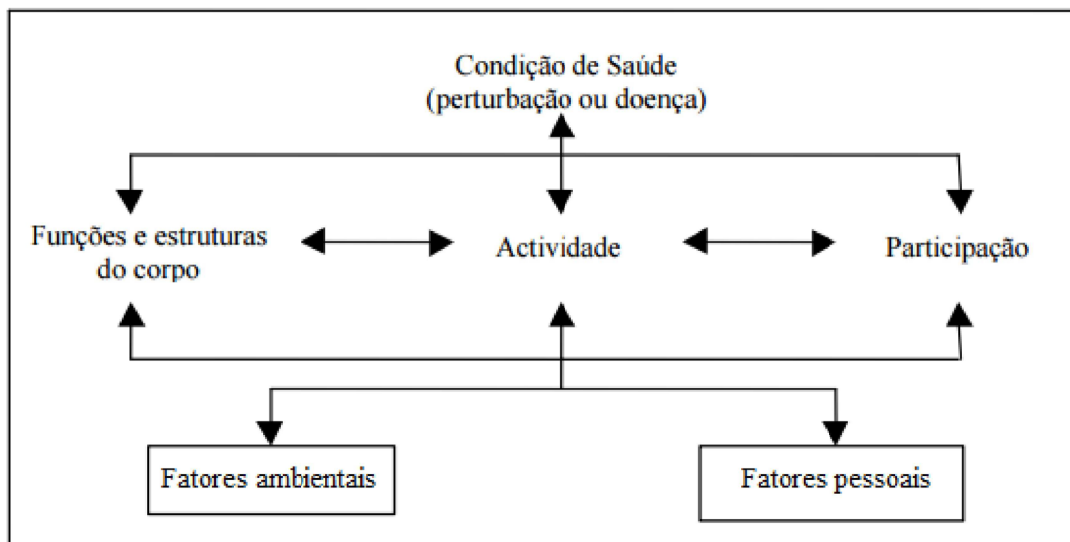 Condição de Saúde
(perturbação ou doença)
Funções e estruturas
do corpo
Actividade
Participação
Fatores ambientais
Fatores pessoais